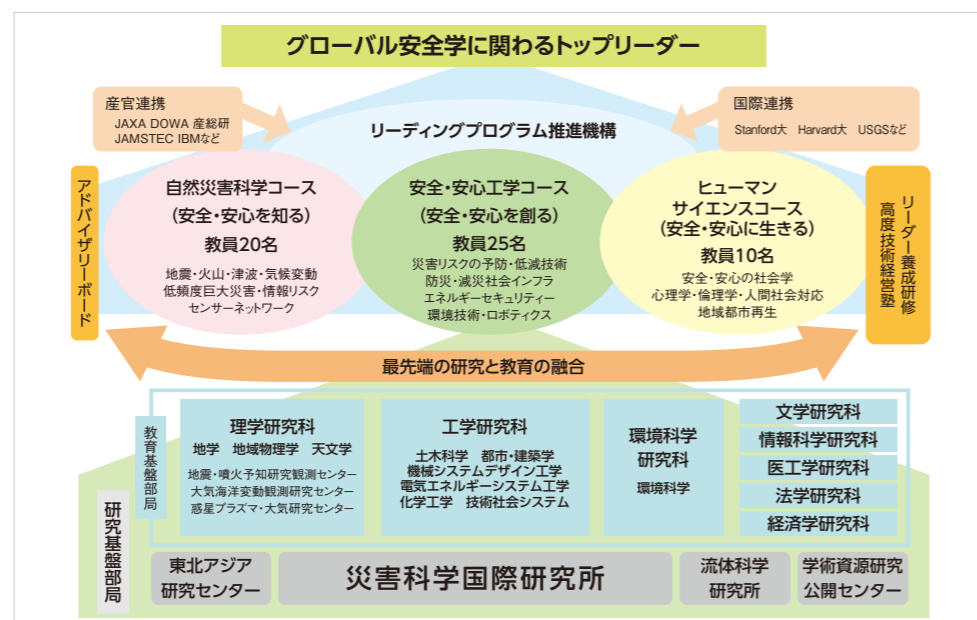 グローバル安全学に関わるトップリーダー
産官連携
JAXA DOWA 産総研
JAMSTEC IBMなど
国際連携
Stanford大 Harvard大 USGSなど
リーディングプログラム推進機構
アドバイザリーボード
自然災害科学コース
(安全・安心を知る)
教員20名
地震・火山・津波・気候変動
低頻度巨大災害・情報リスク
センサーネットワーク
安全・安心工学コース
(安全・安心を創る)
教員25名
災害リスクの予防・低減技術
防災・減災社会インフラ
エネルギーセキュリティー
環境技術・ロボティクス
ヒューマン
サイエンスコース
(安全・安心に生きる)
教員10名
安全・安心の社会学
心理学・倫理学・人間社会対応
地域都市再生
リーダー養成研修
高度技術経営塾
最先端の研究と教育の融合
教育基盤部局
理学研究科
地学 地域物理学 天文学
地震・噴火予知研究観測センター
大気海洋変動観測研究センター
惑星プラズマ・大気研究センター
工学研究科
土木科学 都市・建築学
機械システムデザイン工学
電気エネルギーシステム工学
化学工学 技術社会システム
環境科学
研究科
環境科学
文学研究科
情報科学研究科
医工学研究科
法学研究科
経済学研究科
研究基盤部局
東北アジア
研究センター
災害科学国際研究所
流体科学
研究所
学術資源研究
公開センター